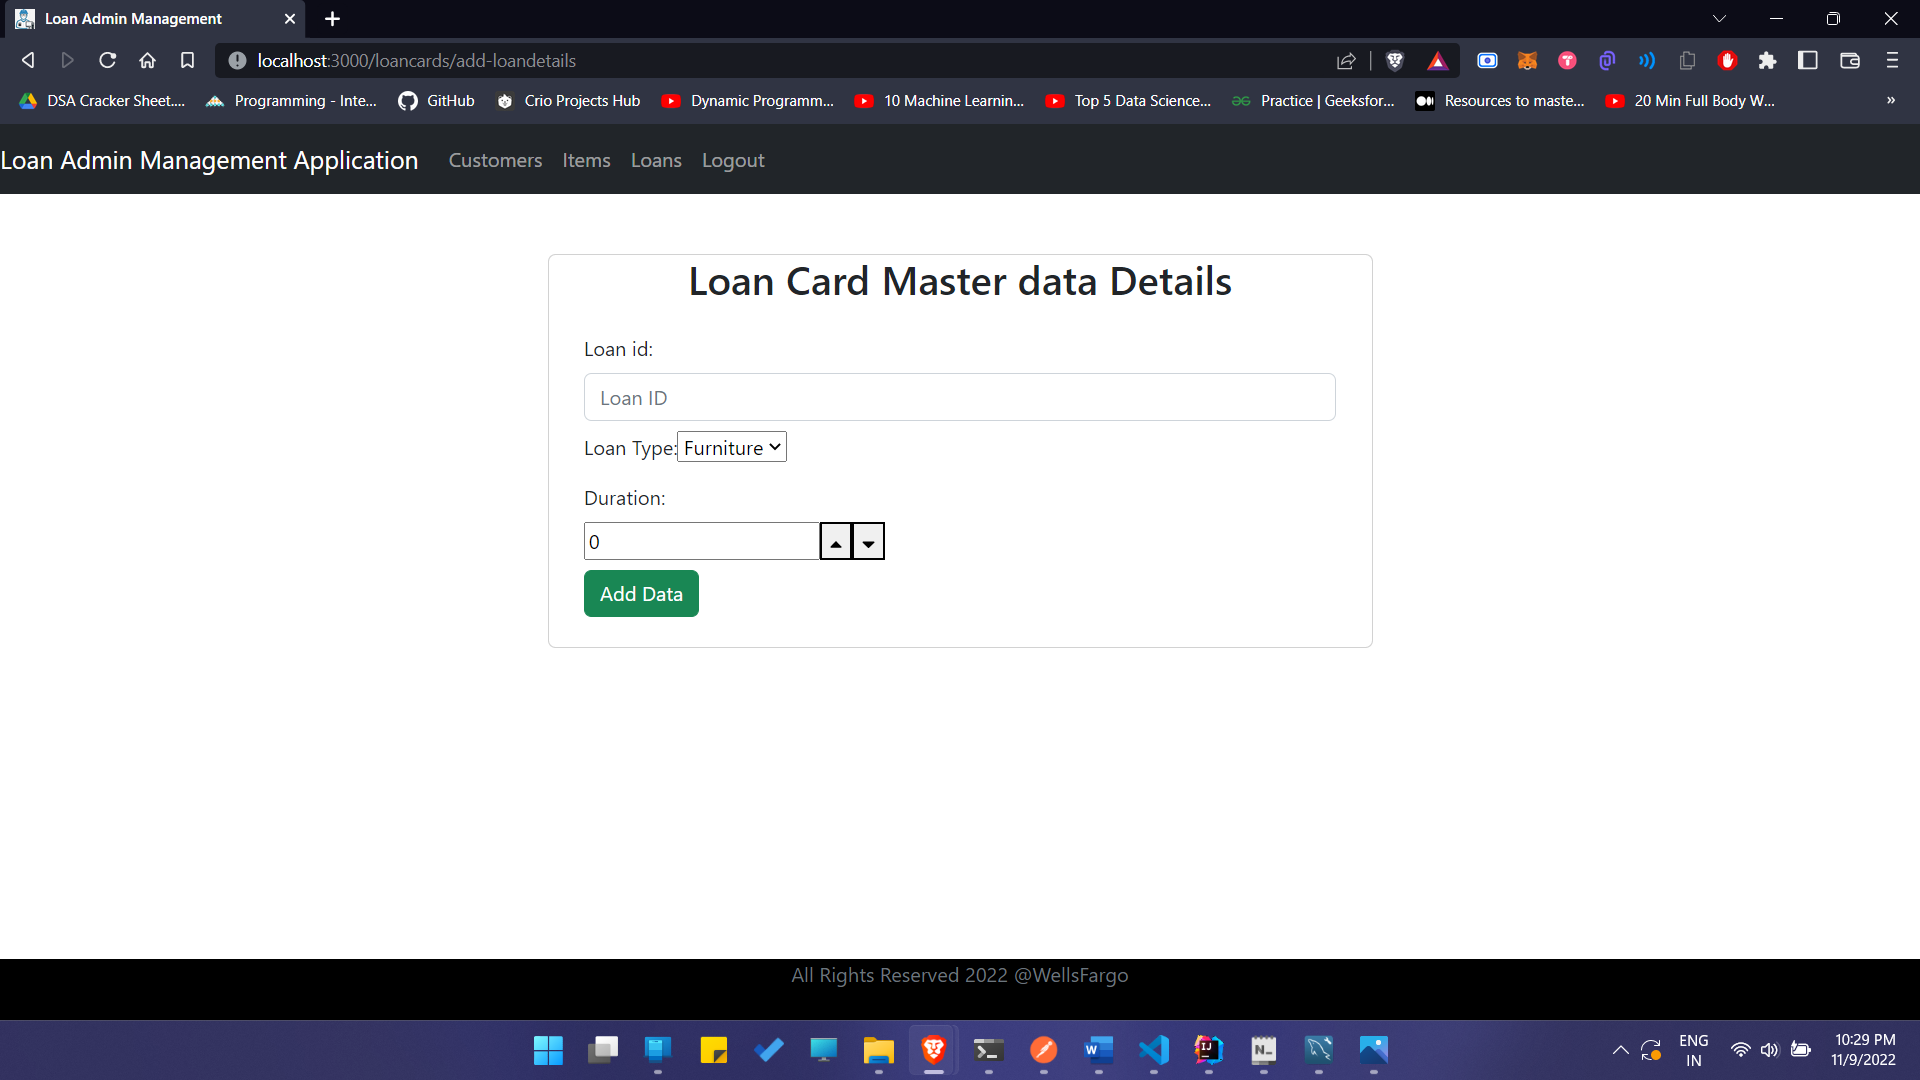 Loan Admin Management
localhost:3000/loancards/add-loandetails
DSA Cracker Sheet.... Programming - Inte... GitHub Crio Projects Hub Dynamic Programm... 10 Machine Learnin... Top 5 Data Science... Practice | Geeksfor... Resources to maste... 20 Min Full Body W... »
Loan Admin Management Application Customers Items Loans Logout
Loan Card Master data Details
Loan id:
Loan ID
Loan Type: Furniture
Duration:
0
Add Data
All Rights Reserved 2022 @WellsFargo
ENG
IN
10:29 PM
11/9/2022